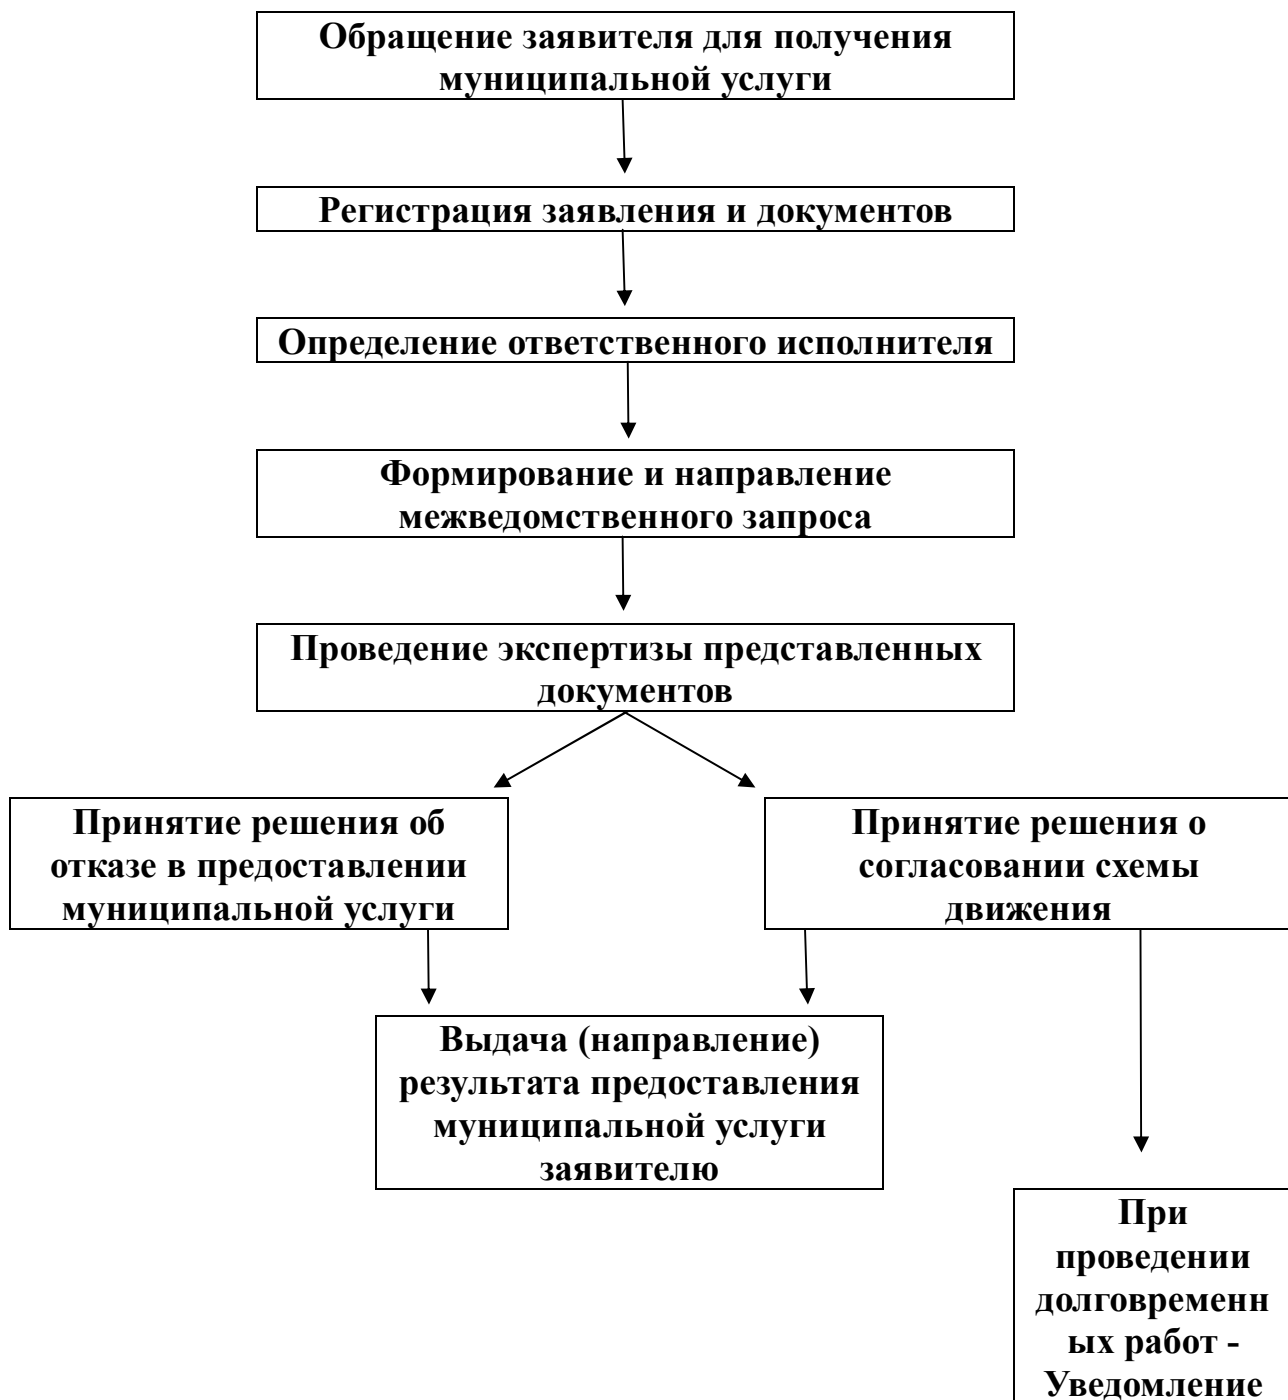 Обращение заявителя для получения
муниципальной услуги
Регистрация заявления и документов
Определение ответственного исполнителя
Формирование и направление
межведомственного запроса
Проведение экспертизы представленных
документов
Принятие решения об
отказе в предоставлении
муниципальной услуги
Принятие решения о
согласовании схемы
движения
Выдача (направление)
результата предоставления
муниципальной услуги
заявителю
При
проведении
долговременн
ых работ -
Уведомление